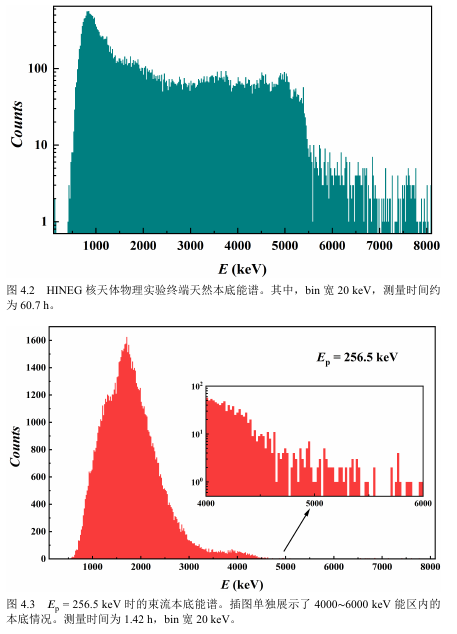 100
10
1
Counts
1000 2000 3000 4000 5000 6000 7000 8000
E (keV)
图 4.2 HINEG 核天体物理实验终端天然本底能谱。其中，bin 宽 20 keV，测量时间约
为 60.7 h。
1600
1400
1200
1000
800
600
400
200
0
Counts
Ep = 256.5 keV
10²
10¹
10⁰
4000 5000 6000
1000 2000 3000 4000 5000 6000 7000 8000
E (keV)
图 4.3 Ep = 256.5 keV 时的束流本底能谱。插图单独展示了 4000~6000 keV 能区内的
本底情况。测量时间为 1.42 h，bin 宽 20 keV。